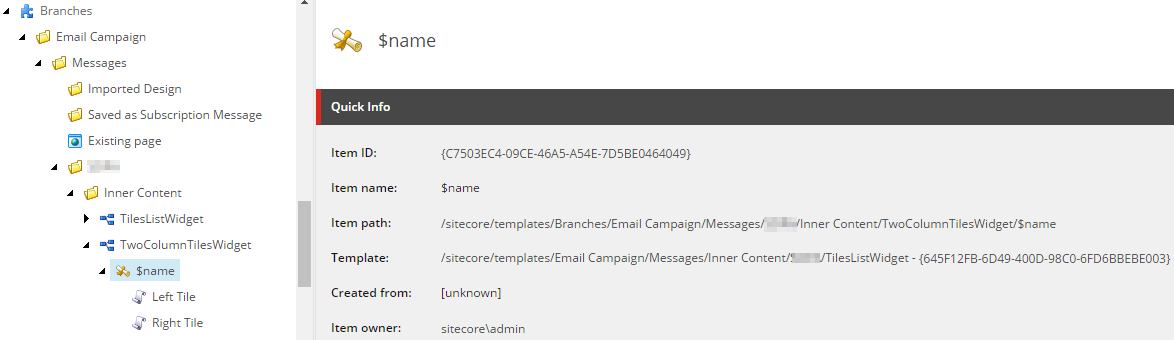 Branches
Email Campaign
Messages
Imported Design
Saved as Subscription Message
Existing page
Inner Content
TilesListWidget
TwoColumnTilesWidget
$name
Left Tile
Right Tile
$name
Quick Info
Item ID: {C7503EC4-09CE-46A5-A54E-7D5BE0464049}
Item name: $name
Item path: /sitecore/templates/Branches/Email Campaign/Messages/ /Inner Content/TwoColumnTilesWidget/$name
Template: /sitecore/templates/Email Campaign/Messages/Inner Content/ /TilesListWidget - {645F12FB-6D49-400D-98C0-6FD6BBEBE003}
Created from: [unknown]
Item owner: sitecore\admin